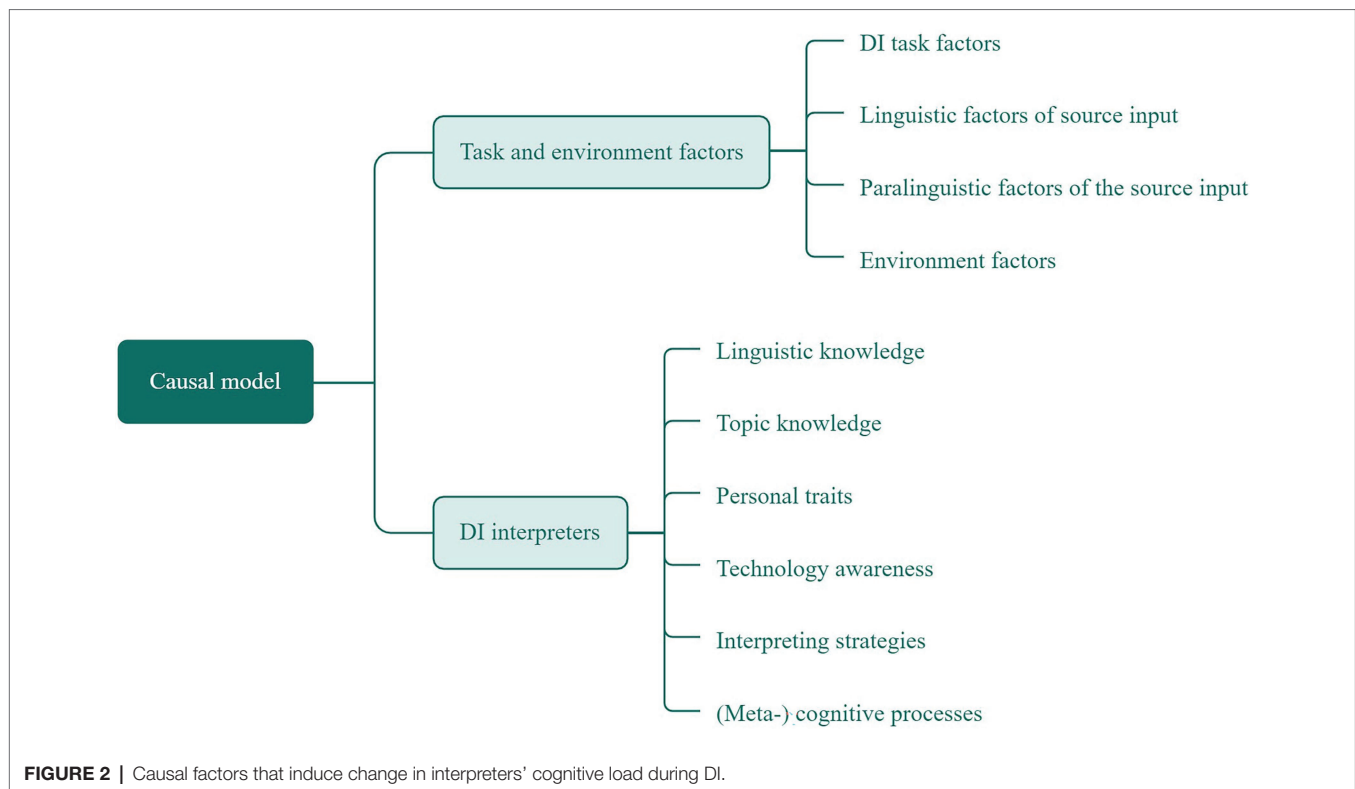 DI task factors
Linguistic factors of source input
Task and environment factors
Paralinguistic factors of the source input
Environment factors
Causal model
Linguistic knowledge
Topic knowledge
Personal traits
DI interpreters
Technology awareness
Interpreting strategies
(Meta-) cognitive processes
FIGURE 2 | Causal factors that induce change in interpreters’ cognitive load during DI.